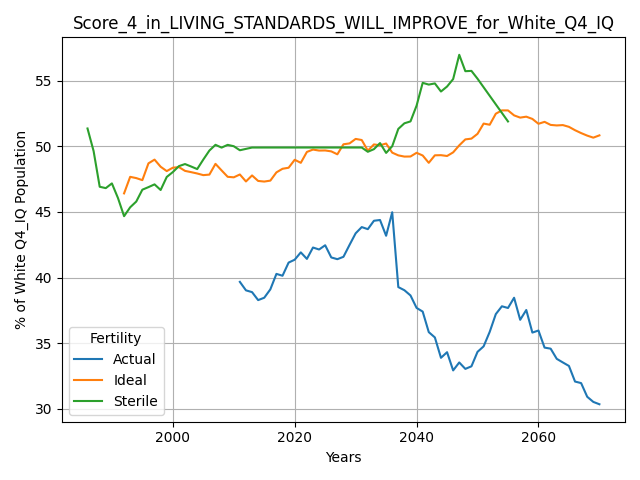 Score_4_in_LIVING_STANDARDS_WILL_IMPROVE_for_White_Q4_IQ
% of White Q4_IQ Population
55
50
45
40
35
30
Fertility
Actual
Ideal
Sterile
2000
2020
2040
2060
Years